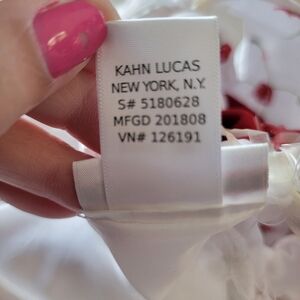 KAHN LUCAS
NEW YORK, N.Y.
S# 5180628
MFGD 201808
VN# 126191